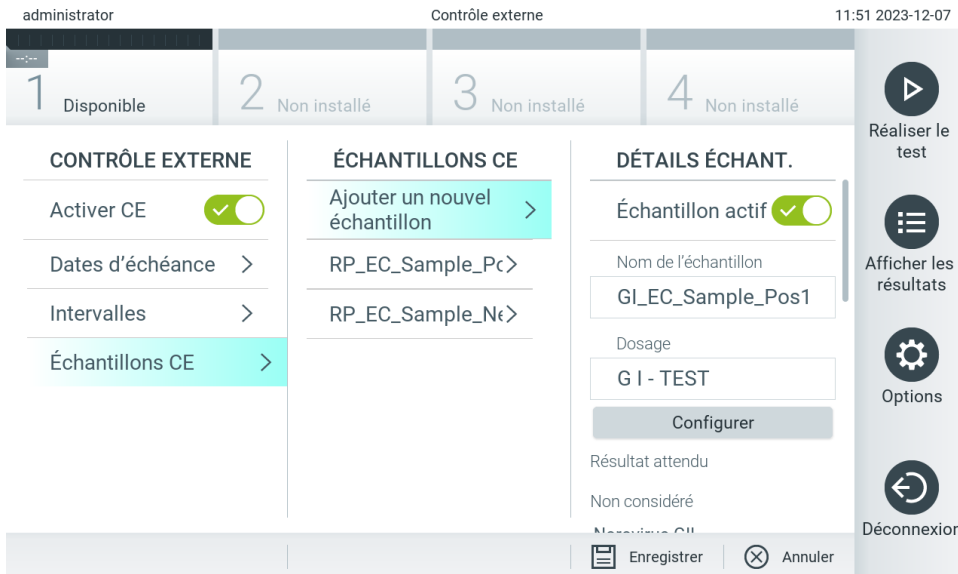 administrator
Contrôle externe
11:51 2023-12-07
--:--
1 Disponible
2 Non installé
3 Non installé
4 Non installé
CONTRÔLE EXTERNE
Activer CE
Dates d’échéance
Intervalles
Échantillons CE
ÉCHANTILLONS CE
Ajouter un nouvel
échantillon
RP_EC_Sample_Pc
RP_EC_Sample_Ne
DÉTAILS ÉCHANT.
Échantillon actif
Nom de l’échantillon
GI_EC_Sample_Pos1
Dosage
G I - TEST
Configurer
Résultat attendu
Non considéré
Norovirus GII
Enregistrer
Annuler
Réaliser le
test
Afficher les
résultats
Options
Déconnexion